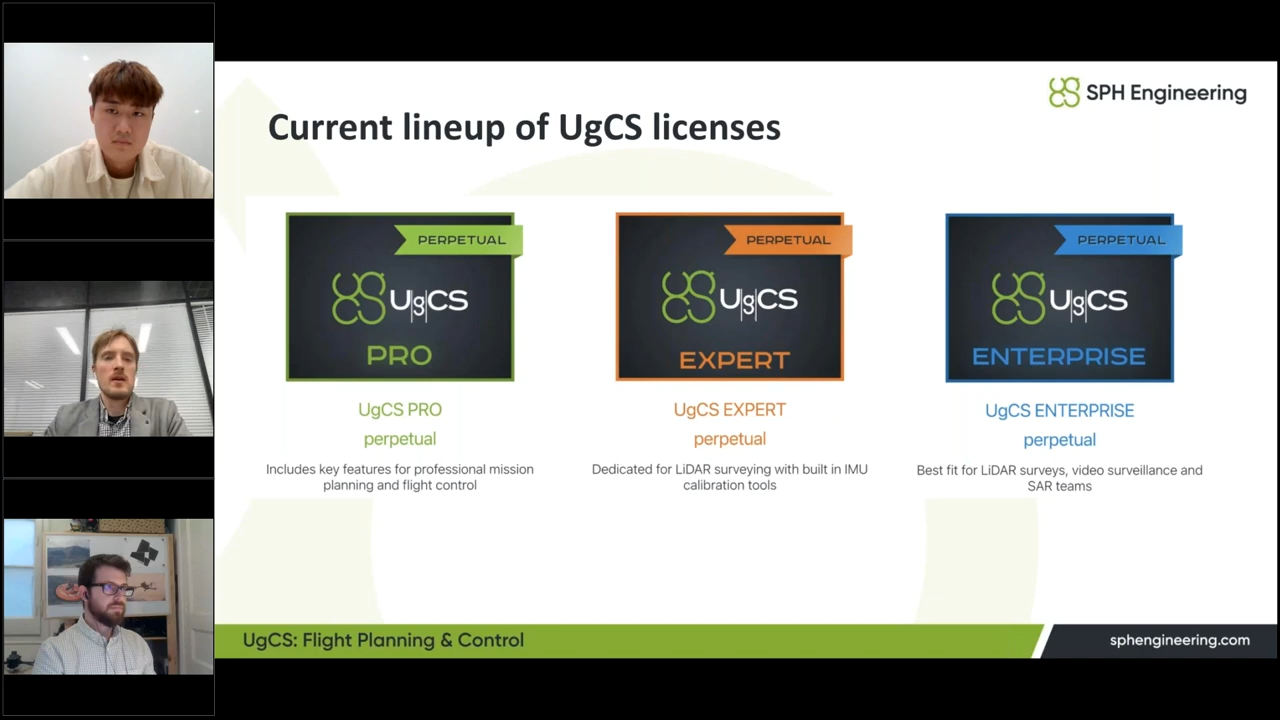 SPH Engineering
Current lineup of UgCS licenses
PERPETUAL
UgCS
PRO
UgCS PRO
perpetual
Includes key features for professional mission
planning and flight control
PERPETUAL
UgCS
EXPERT
UgCS EXPERT
perpetual
Dedicated for LiDAR surveying with built in IMU
calibration tools
PERPETUAL
UgCS
ENTERPRISE
UgCS ENTERPRISE
perpetual
Best fit for LiDAR surveys, video surveillance and
SAR teams
UgCS: Flight Planning & Control
sphengineering.com